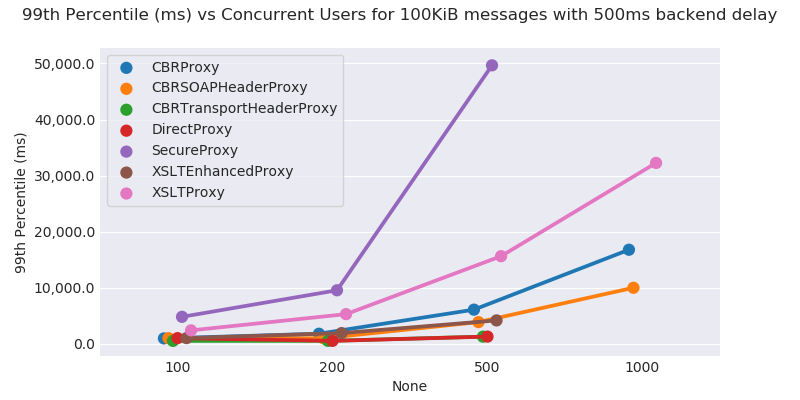 99th Percentile (ms) vs Concurrent Users for 100KiB messages with 500ms backend delay
50,000.0
40,000.0
30,000.0
20,000.0
10,000.0
0.0
99th Percentile (ms)
CBRProxy
CBRSOAPHeaderProxy
CBRTransportHeaderProxy
DirectProxy
SecureProxy
XSLTEnhancedProxy
XSLTProxy
100 200 500 1000
None